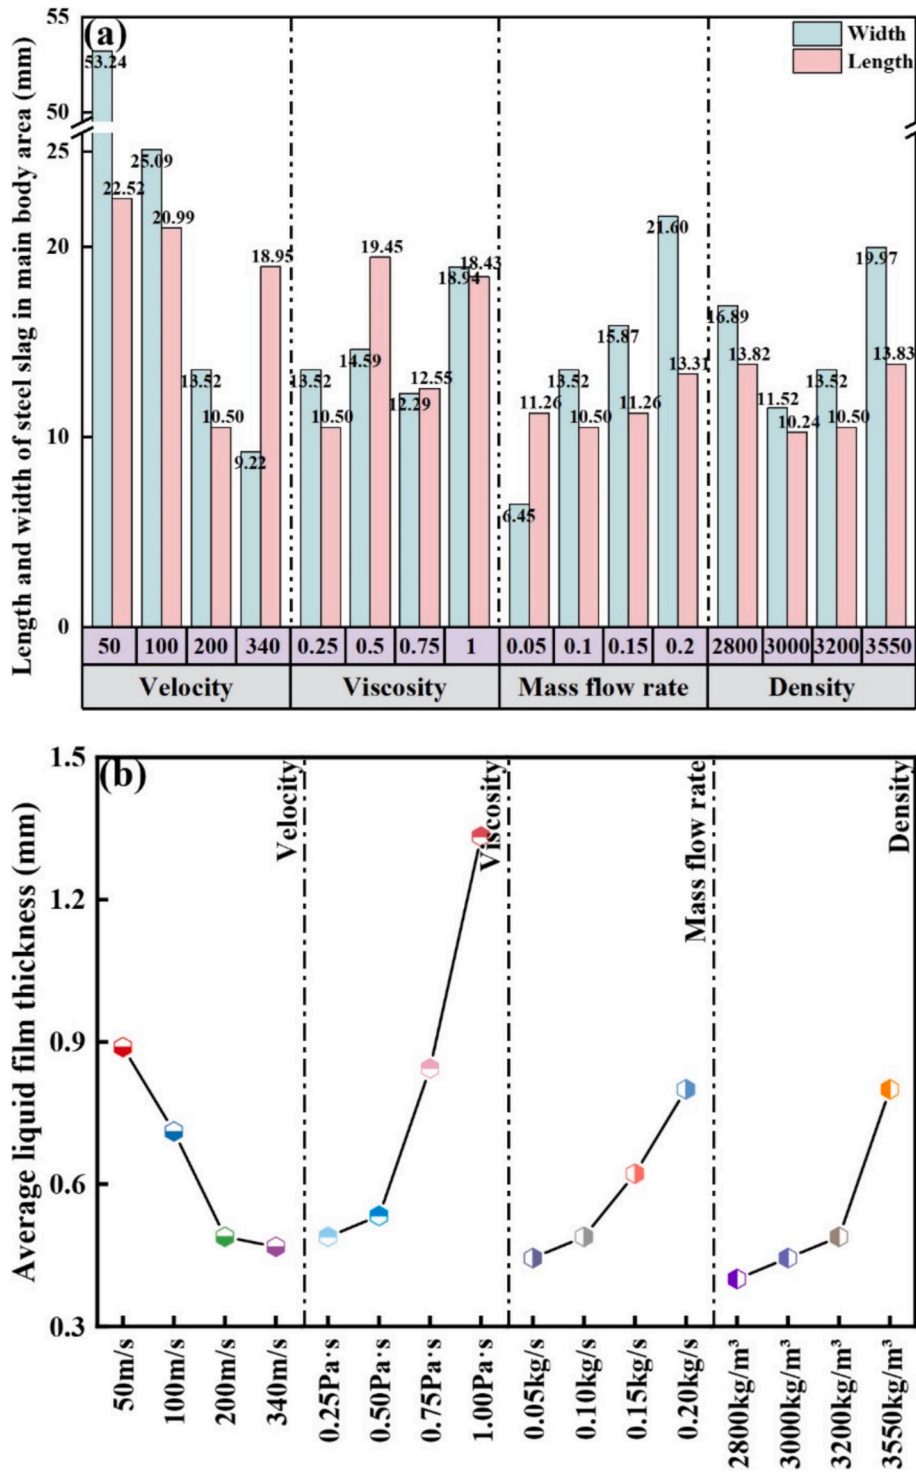 (a)
Width
Length
Length and width of steel slag in main body area (mm)
55
50
25
20
10
0
53.24
22.52
25.09
20.99
13.52
10.50
9.22
18.95
13.52
10.50
14.59
19.45
12.29
12.55
18.94
18.43
6.45
11.26
13.52
10.50
15.87
11.26
21.60
13.31
16.89
13.82
11.52
10.24
13.52
10.50
19.97
13.83
50 100 200 340 0.25 0.5 0.75 1 0.05 0.1 0.15 0.2 2800 3000 3200 3550
Velocity Viscosity Mass flow rate Density
(b)
Average liquid film thickness (mm)
1.5
1.2
0.9
0.6
0.3
Velocity
Viscosity
Mass flow rate
Density
50m/s
100m/s
200m/s
340m/s
0.25Pa·s
0.50Pa·s
0.75Pa·s
1.00Pa·s
0.05kg/s
0.10kg/s
0.15kg/s
0.20kg/s
2800kg/m³
3000kg/m³
3200kg/m³
3550kg/m³